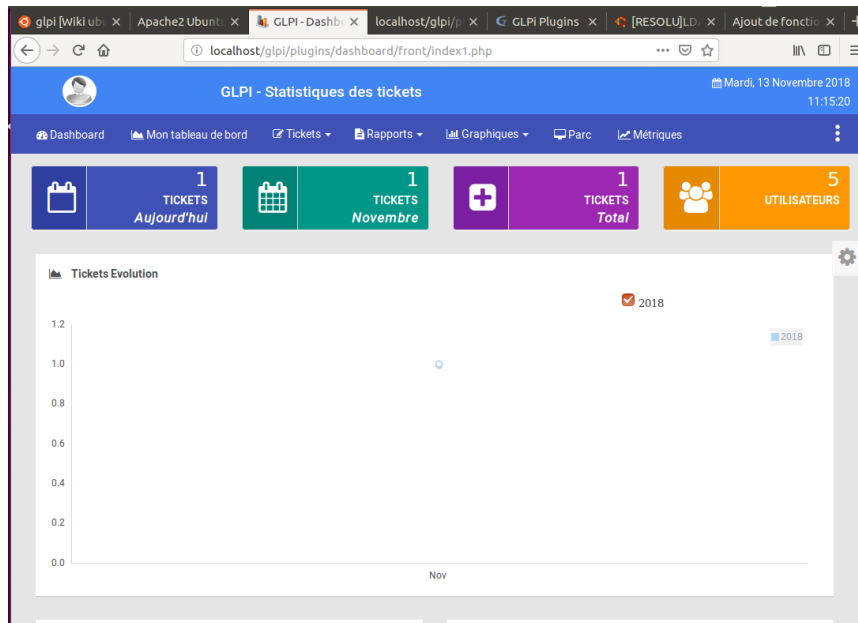 glpi [Wiki ub
Apache2 Ubunt
GLPI - Dashbo
localhost/glpi/p
GLPi Plugins
[RESOLU]LD
Ajout de fonctio
localhost/glpi/plugins/dashboard/front/index1.php
GLPI - Statistiques des tickets
Mardi, 13 Novembre 2018
11:15:20
Dashboard
Mon tableau de bord
Tickets
Rapports
Graphiques
Parc
Métriques
1
TICKETS
Aujourd'hui
1
TICKETS
Novembre
1
TICKETS
Total
5
UTILISATEURS
Tickets Evolution
2018
1.2
2018
1.0
0.8
0.6
0.4
0.2
0.0
Nov